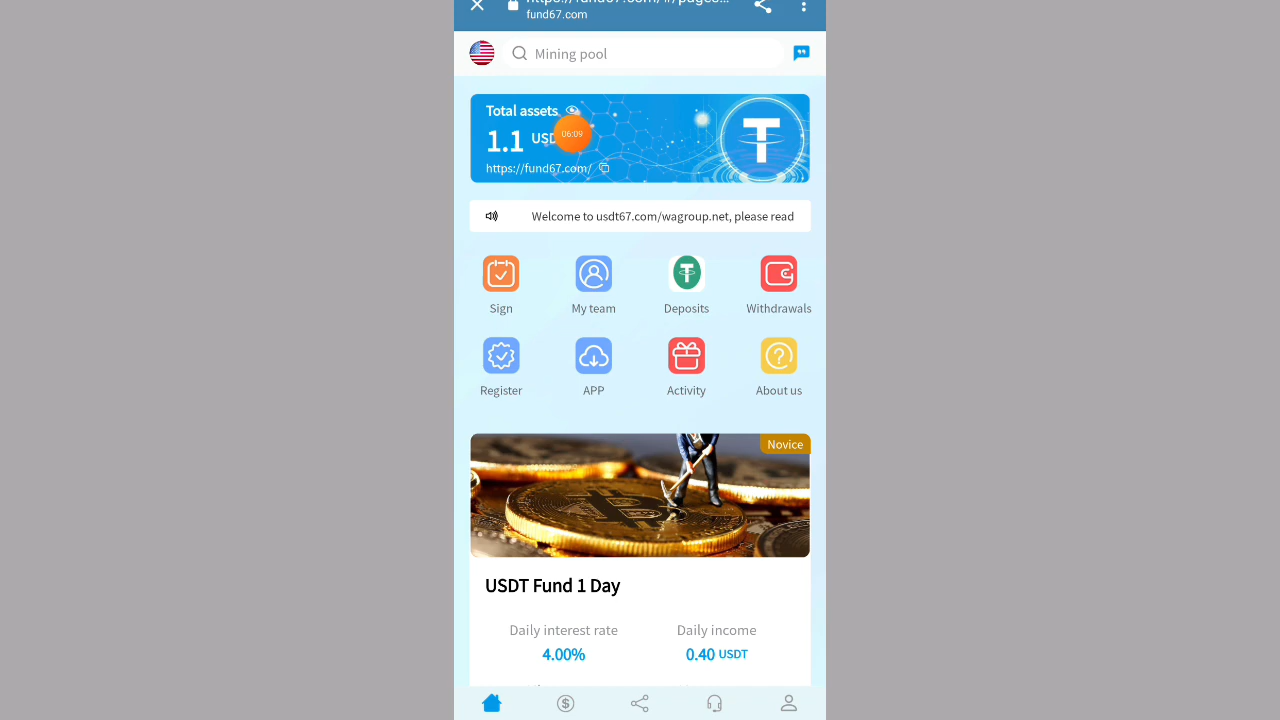 fund67.com
Mining pool
Total assets
1.1
06:09
https://fund67.com/
Welcome to usdt67.com/wagroup.net, please read
Sign
My team
Deposits
Withdrawals
Register
APP
Activity
About us
Novice
USDT Fund 1 Day
Daily interest rate
Daily income
4.00%
0.40 USDT